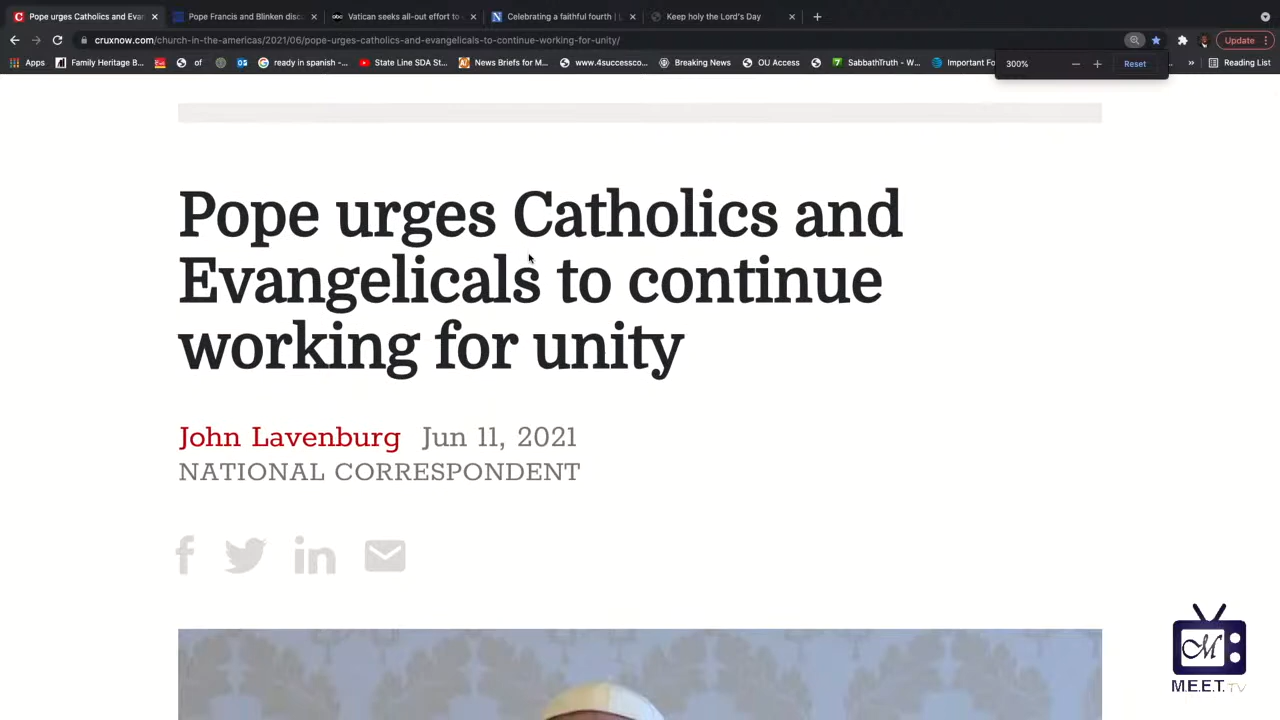 Pope urges Catholics and Evan
Pope Francis and Blinken disc
Vatican seeks all-out effort to
Celebrating a faithful fourth | L
Keep holy the Lord's Day
cruxnow.com/church-in-the-americas/2021/06/pope-urges-catholics-and-evangelicals-to-continue-working-for-unity/
Update
Apps
Family Heritage B...
of
ready in spanish -...
State Line SDA St...
News Briefs for M...
www.4successco...
Breaking News
OU Access
SabbathTruth - W...
Important Fo
Reading List
300%
Reset
Pope urges Catholics and
Evangelicals to continue
working for unity
John Lavenburg Jun 11, 2021
NATIONAL CORRESPONDENT
M
M.E.E.T. TV